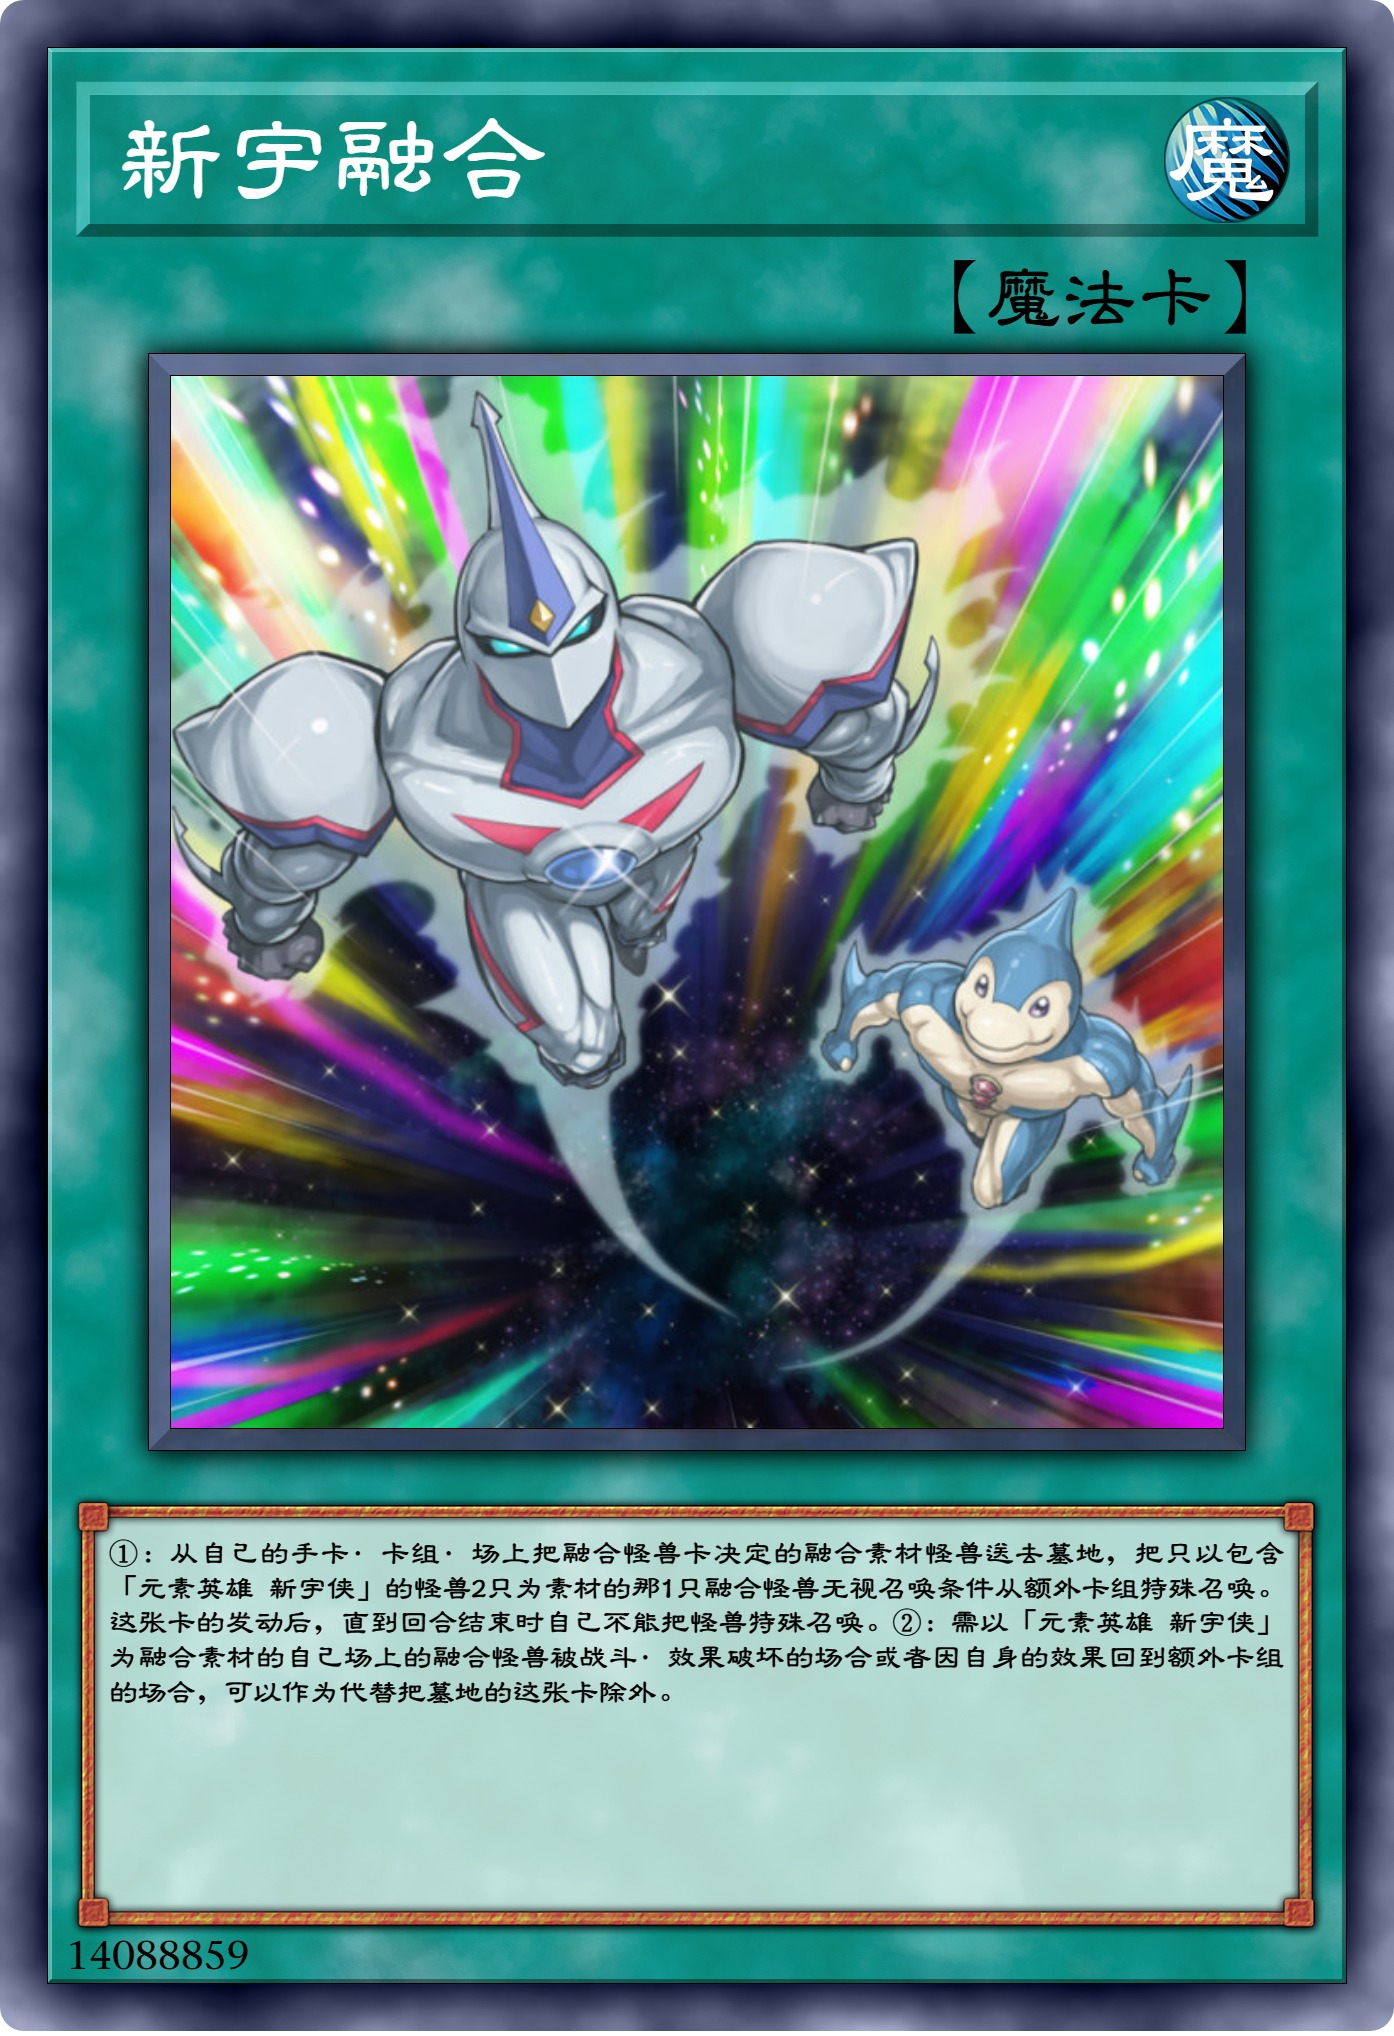 新宇融合
魔
【魔法卡】
①：从自己的手卡·卡组·场上把融合怪兽卡决定的融合素材怪兽送去墓地，把只以包含
「元素英雄 新宇侠」的怪兽2只为素材的那1只融合怪兽无视召唤条件从额外卡组特殊召唤。
这张卡的发动后，直到回合结束时自己不能把怪兽特殊召唤。②：需以「元素英雄 新宇侠」
为融合素材的自己场上的融合怪兽被战斗·效果破坏的场合或者因自身的效果回到额外卡组
的场合，可以作为代替把墓地的这张卡除外。
14088859